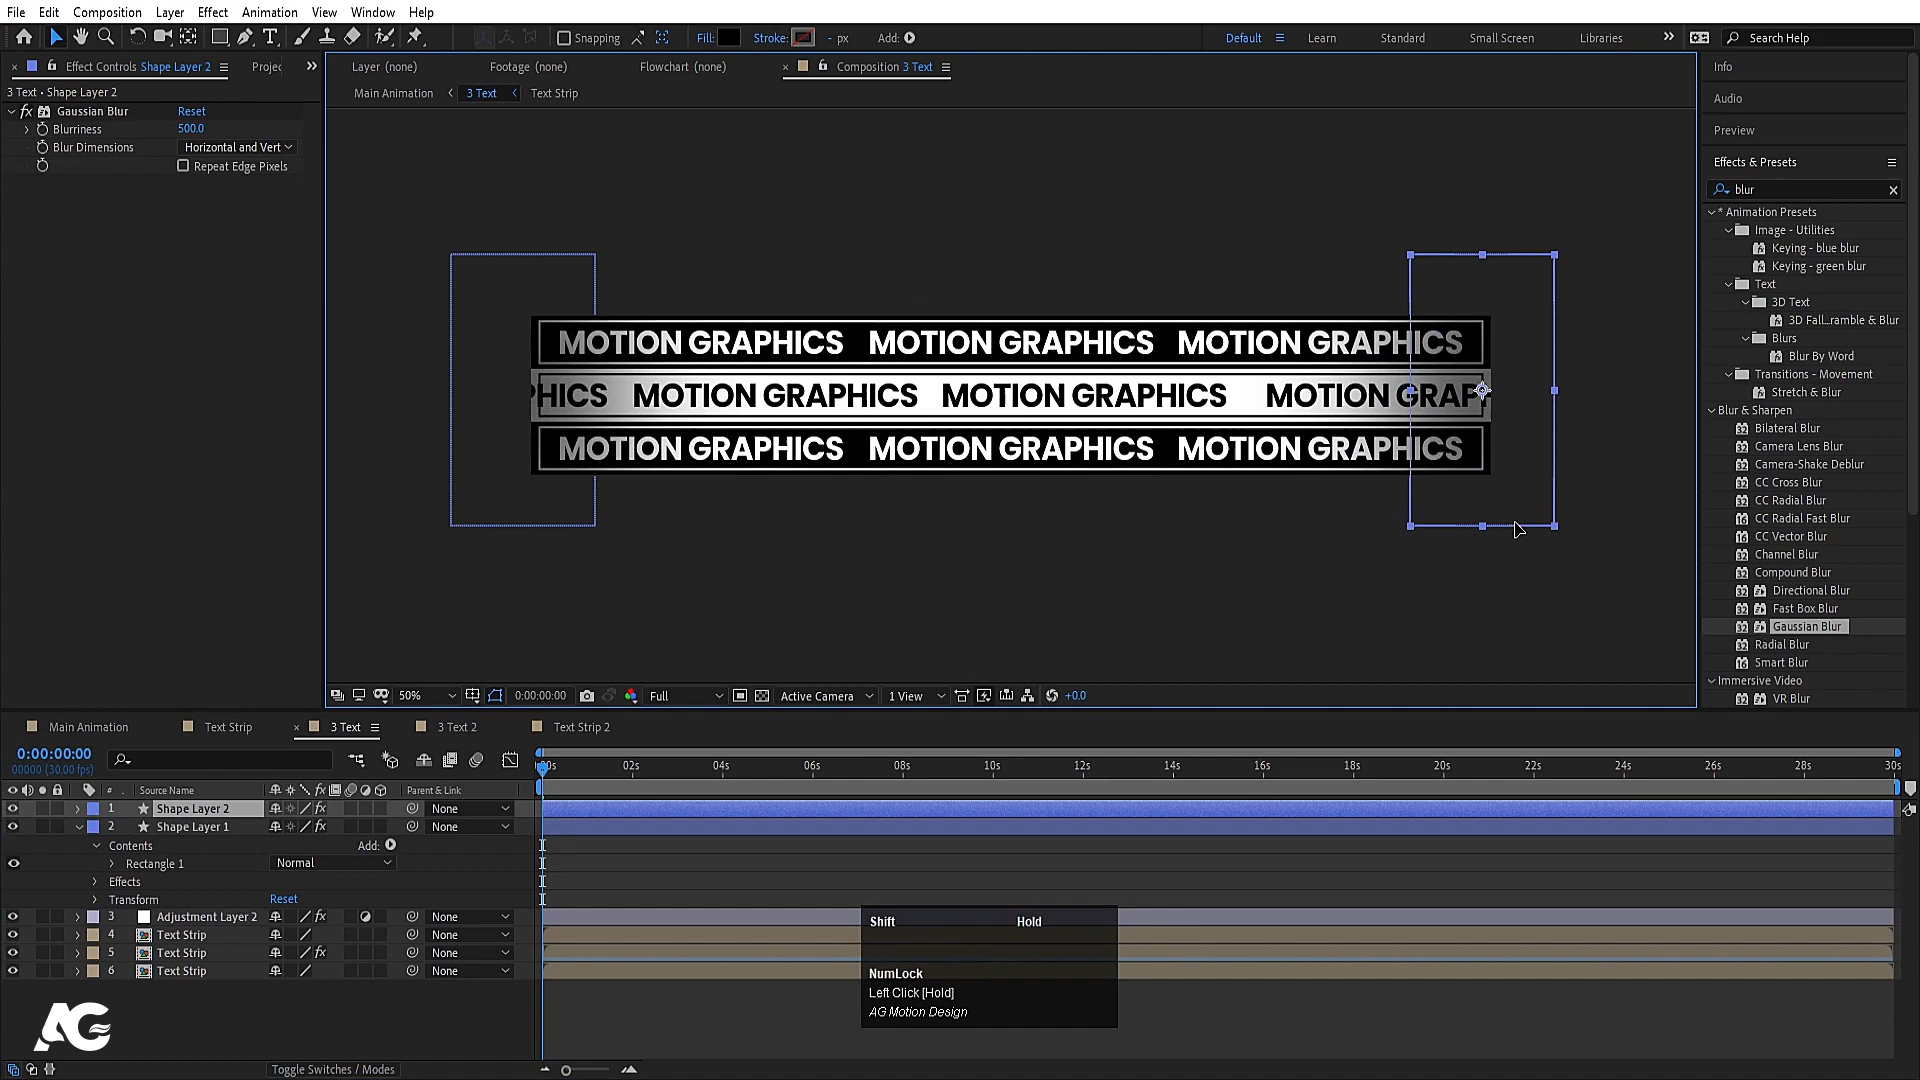 File Edit Composition Layer Effect Animation View Window Help
Snapping Fill: Stroke: - px Add: Default Learn Standard Small Screen Libraries Search Help
Effect Controls Shape Layer 2 Projec
Layer (none) Footage (none) Flowchart (none) Composition 3 Text
Main Animation 3 Text Text Strip
3 Text • Shape Layer 2
fx Gaussian Blur Reset
Blurriness 500.0
Blur Dimensions Horizontal and Vert
Repeat Edge Pixels
MOTION GRAPHICS MOTION GRAPHICS MOTION GRAPHICS
PHICS MOTION GRAPHICS MOTION GRAPHICS MOTION GRAPH
MOTION GRAPHICS MOTION GRAPHICS MOTION GRAPHICS
50% 0:00:00:00 Full Active Camera 1 View +0.0
Info
Audio
Preview
Effects & Presets
blur
* Animation Presets
Image - Utilities
Keying - blue blur
Keying - green blur
Text
3D Text
3D Fall...ramble & Blur
Blurs
Blur By Word
Transitions - Movement
Stretch & Blur
Blur & Sharpen
Bilateral Blur
Camera Lens Blur
Camera-Shake Deblur
CC Cross Blur
CC Radial Blur
CC Radial Fast Blur
CC Vector Blur
Channel Blur
Compound Blur
Directional Blur
Fast Box Blur
Gaussian Blur
Radial Blur
Smart Blur
Immersive Video
VR Blur
Main Animation Text Strip 3 Text 3 Text 2 Text Strip 2
0:00:00:00
00000 (30.00 fps)
00s 02s 04s 06s 08s 10s 12s 14s 16s 18s 20s 22s 24s 26s 28s 30s
# Source Name fx Parent & Link
1 Shape Layer 2 fx None
2 Shape Layer 1 fx None
Contents Add:
Rectangle 1 Normal
Effects
Transform Reset
3 Adjustment Layer 2 fx None
4 Text Strip None
5 Text Strip fx None
6 Text Strip None
Shift Hold
NumLock
Left Click [Hold]
AG Motion Design
AG
Toggle Switches / Modes